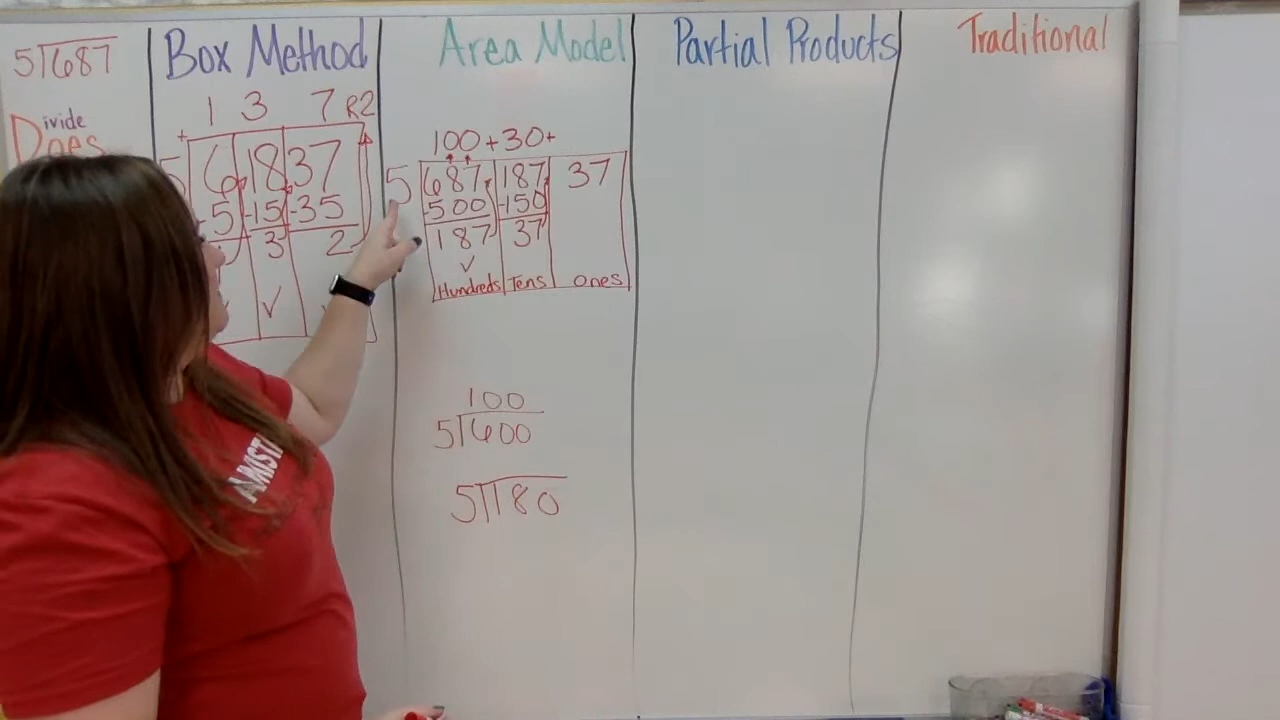 5)687
Divide
Does
Box Method
1 3 7 R2
+
5 6 18 37
-5 -15 -35
3 2
✓
Area Model
100 + 30 +
5 687 187 37
-500 -150
187 37
✓
Hundreds Tens Ones
100
5)600
5)180
Partial Products
Traditional